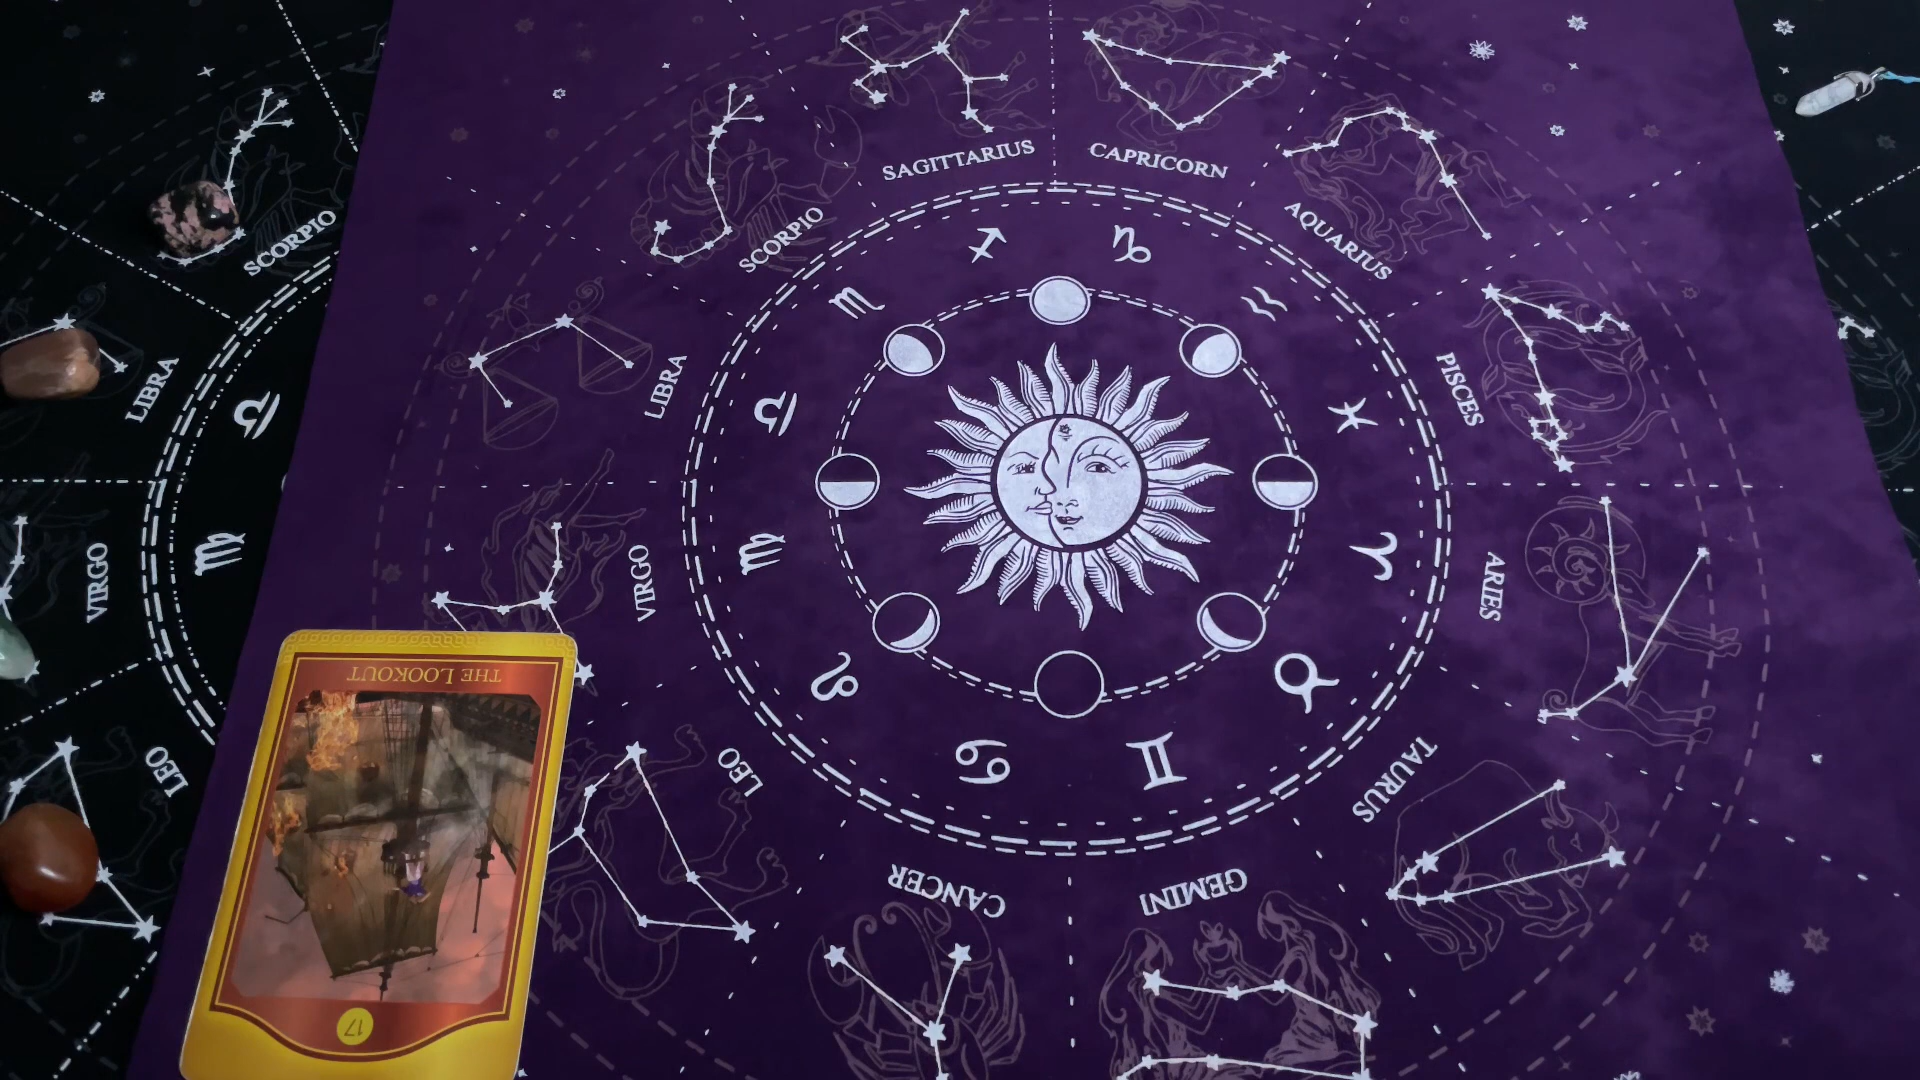 SAGITTARIUS
CAPRICORN
SCORPIO
AQUARIUS
LIBRA
PISCES
VIRGO
ARIES
LEO
TAURUS
CANCER
GEMINI
SCORPIO
LIBRA
VIRGO
LEO
THE LOOKOUT
17